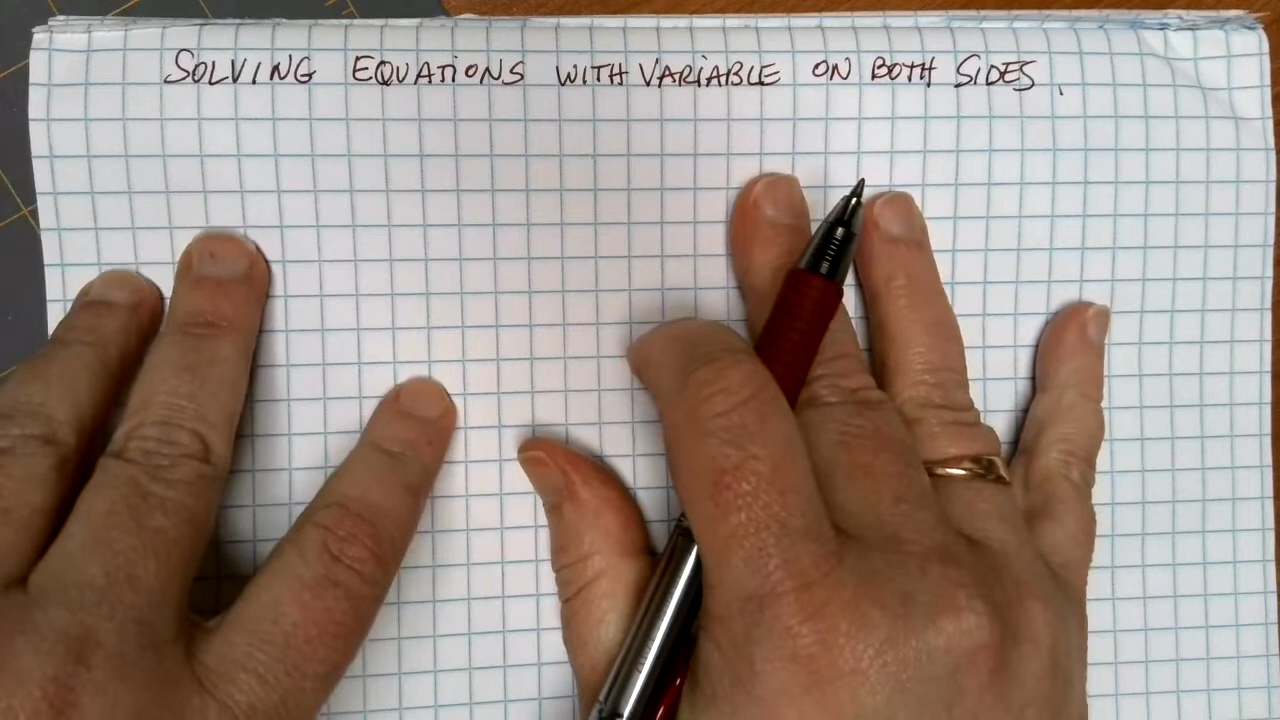 SOLVING EQUATIONS WITH VARIABLE ON BOTH SIDES.